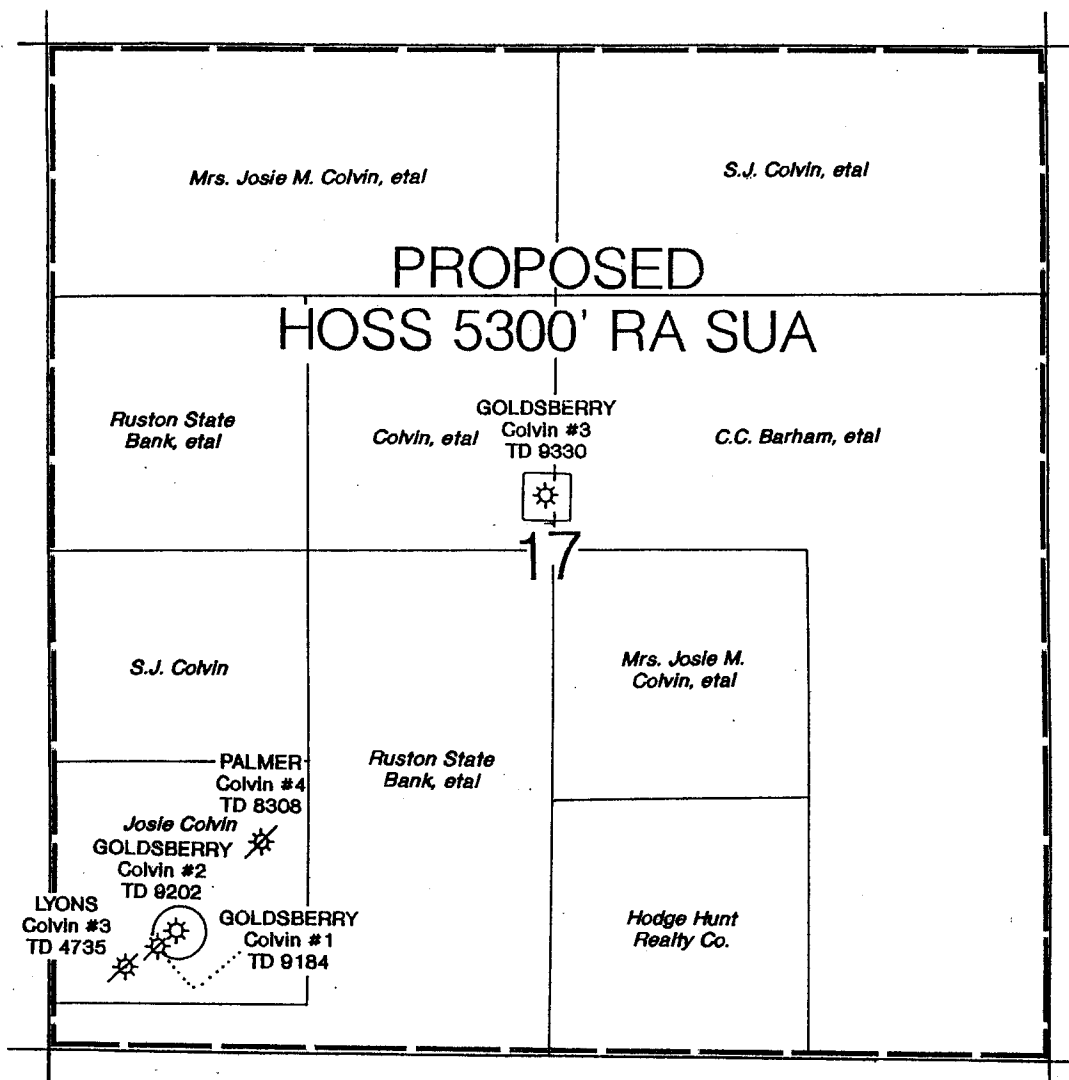 Mrs. Josie M. Colvin, etal
S.J. Colvin, etal
PROPOSED
HOSS 5300' RA SUA
Ruston State
Bank, etal
Colvin, etal
GOLDSBERRY
Colvin #3
TD 9330
C.C. Barham, etal
17
S.J. Colvin
Mrs. Josie M.
Colvin, etal
Ruston State
Bank, etal
PALMER
Colvin #4
TD 8308
Josie Colvin
GOLDSBERRY
Colvin #2
TD 9202
LYONS
Colvin #3
TD 4735
GOLDSBERRY
Colvin #1
TD 9184
Hodge Hunt
Realty Co.